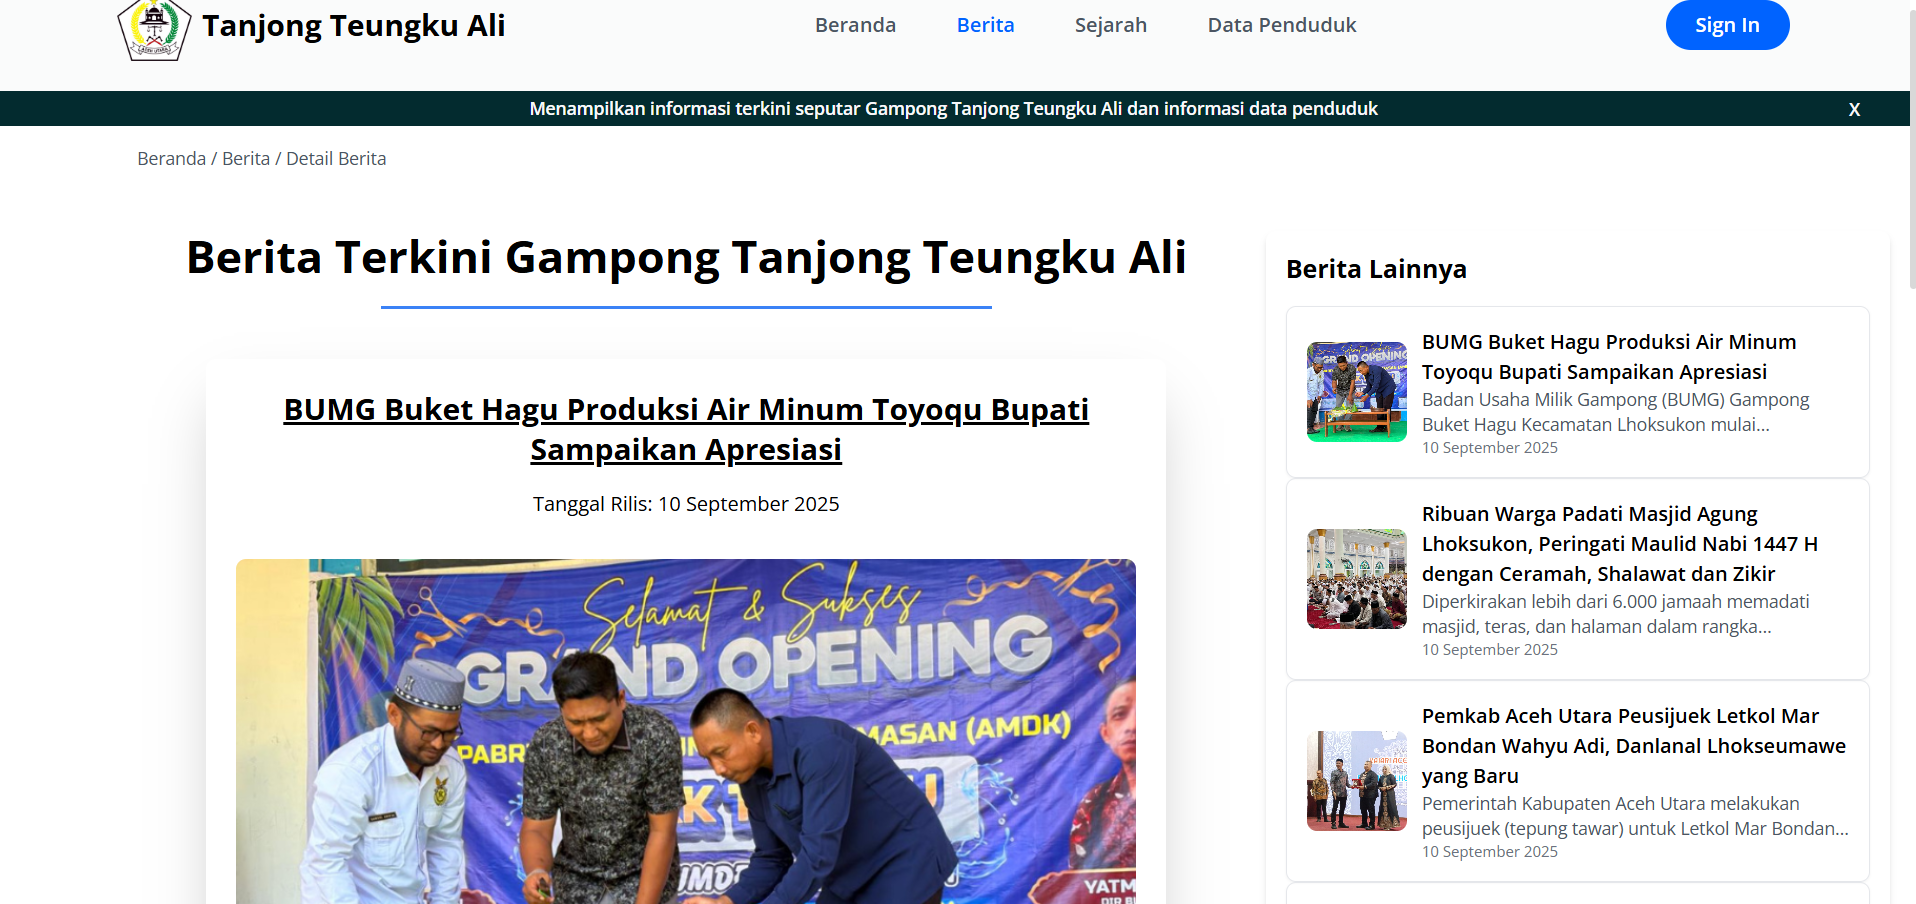 ACEH UTARA
Tanjong Teungku Ali
Beranda
Berita
Sejarah
Data Penduduk
Sign In
Menampilkan informasi terkini seputar Gampong Tanjong Teungku Ali dan informasi data penduduk
X
Beranda / Berita / Detail Berita
Berita Terkini Gampong Tanjong Teungku Ali
BUMG Buket Hagu Produksi Air Minum Toyoqu Bupati
Sampaikan Apresiasi
Tanggal Rilis: 10 September 2025
Selamat & Sukses
GRAND OPENING
PABR
MASAN (AMDK)
YATM
Berita Lainnya
GRAND OPENING
BUMG Buket Hagu Produksi Air Minum
Toyoqu Bupati Sampaikan Apresiasi
Badan Usaha Milik Gampong (BUMG) Gampong
Buket Hagu Kecamatan Lhoksukon mulai...
10 September 2025
Ribuan Warga Padati Masjid Agung
Lhoksukon, Peringati Maulid Nabi 1447 H
dengan Ceramah, Shalawat dan Zikir
Diperkirakan lebih dari 6.000 jamaah memadati
masjid, teras, dan halaman dalam rangka...
10 September 2025
Pemkab Aceh Utara Peusijuek Letkol Mar
Bondan Wahyu Adi, Danlanal Lhokseumawe
yang Baru
Pemerintah Kabupaten Aceh Utara melakukan
peusijuek (tepung tawar) untuk Letkol Mar Bondan...
10 September 2025